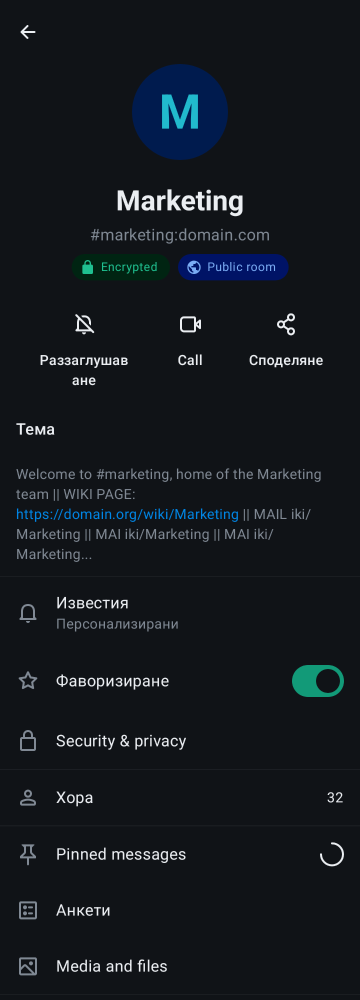 M
Marketing
#marketing:domain.com
Encrypted
Public room
Раззаглушав
ане
Call
Споделяне
Тема
Welcome to #marketing, home of the Marketing
team || WIKI PAGE:
https://domain.org/wiki/Marketing || MAIL iki/
Marketing || MAI iki/Marketing || MAI iki/
Marketing...
Известия
Персонализирани
Фаворизиране
Security & privacy
Хора
32
Pinned messages
Анкети
Media and files